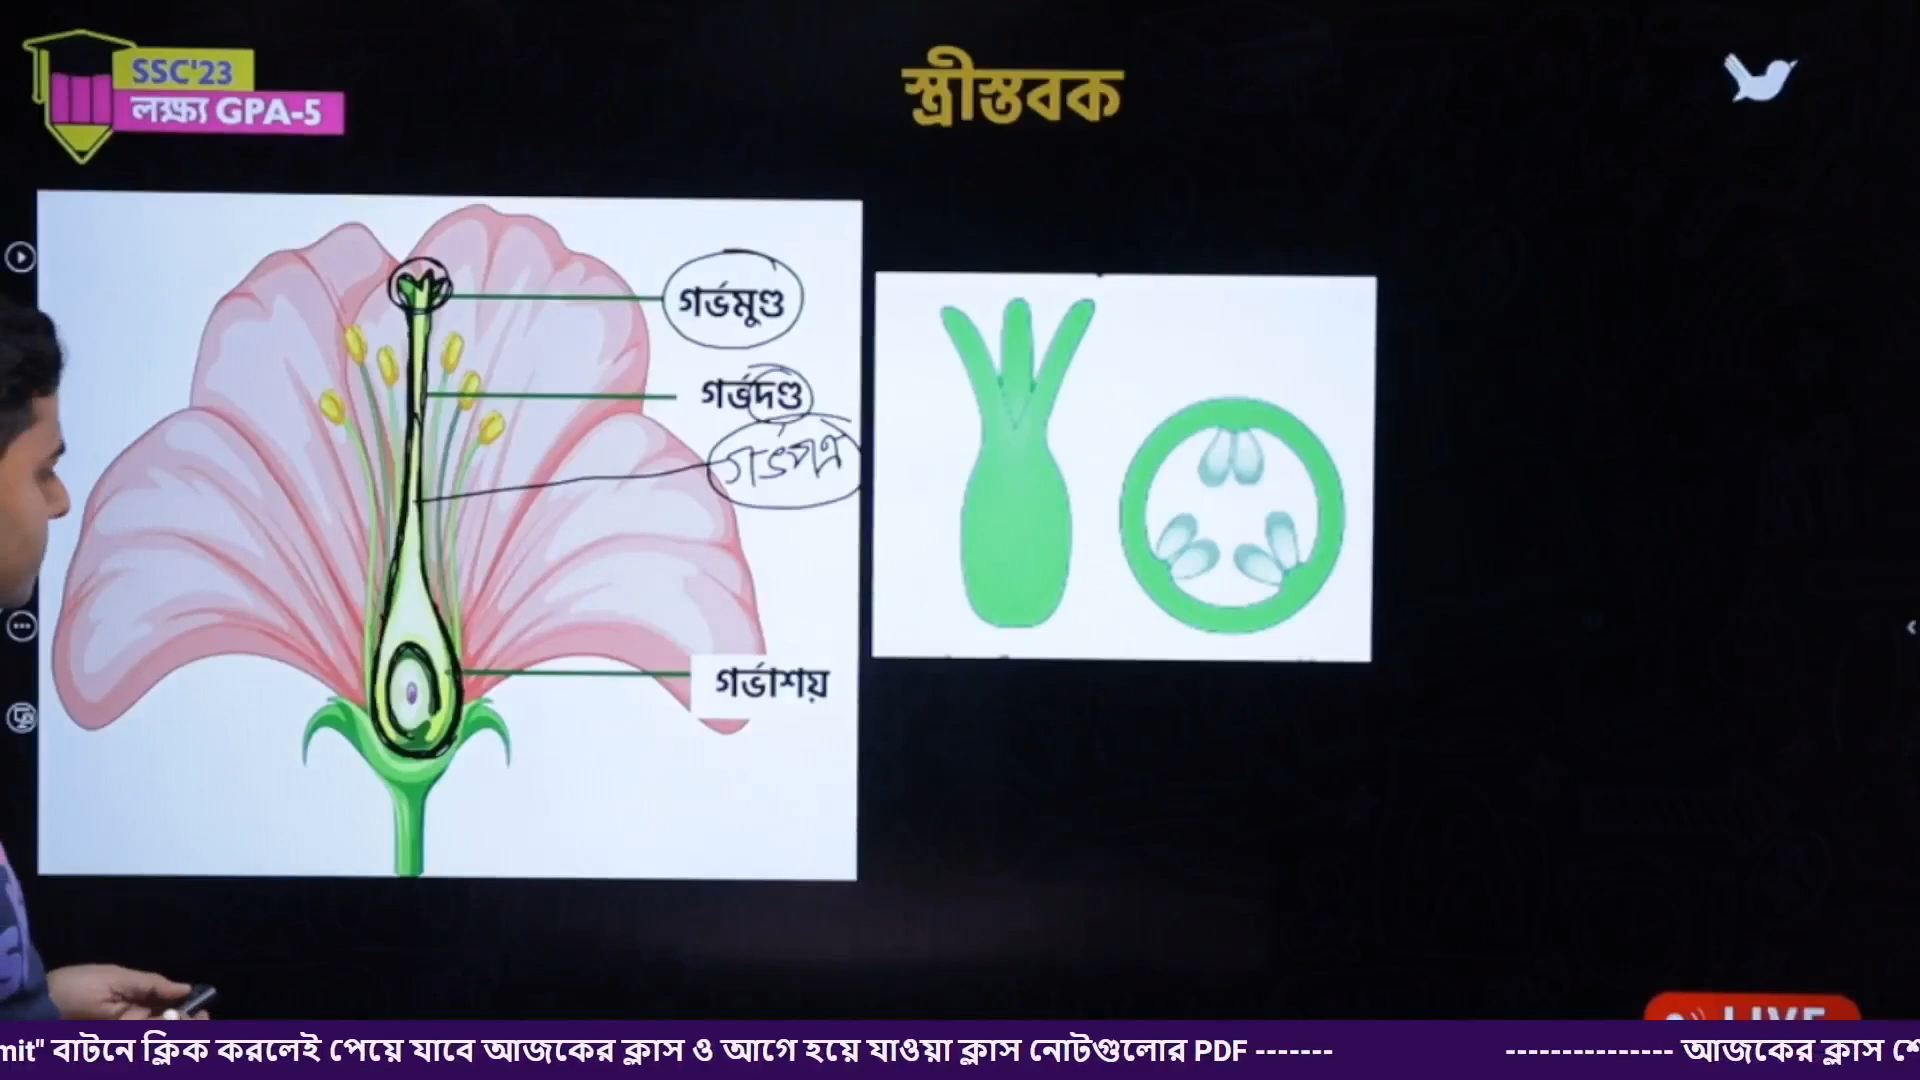 SSC'23
লক্ষ্য GPA-5
স্ত্রীস্তবক
গর্ভমুণ্ড
গর্ভদণ্ড
গর্ভপত্র
গর্ভাশয়
LIVE
mit" বাটনে ক্লিক করলেই পেয়ে যাবে আজকের ক্লাস ও আগে হয়ে যাওয়া ক্লাস নোটগুলোর PDF ------- --------------- আজকের ক্লাস শে